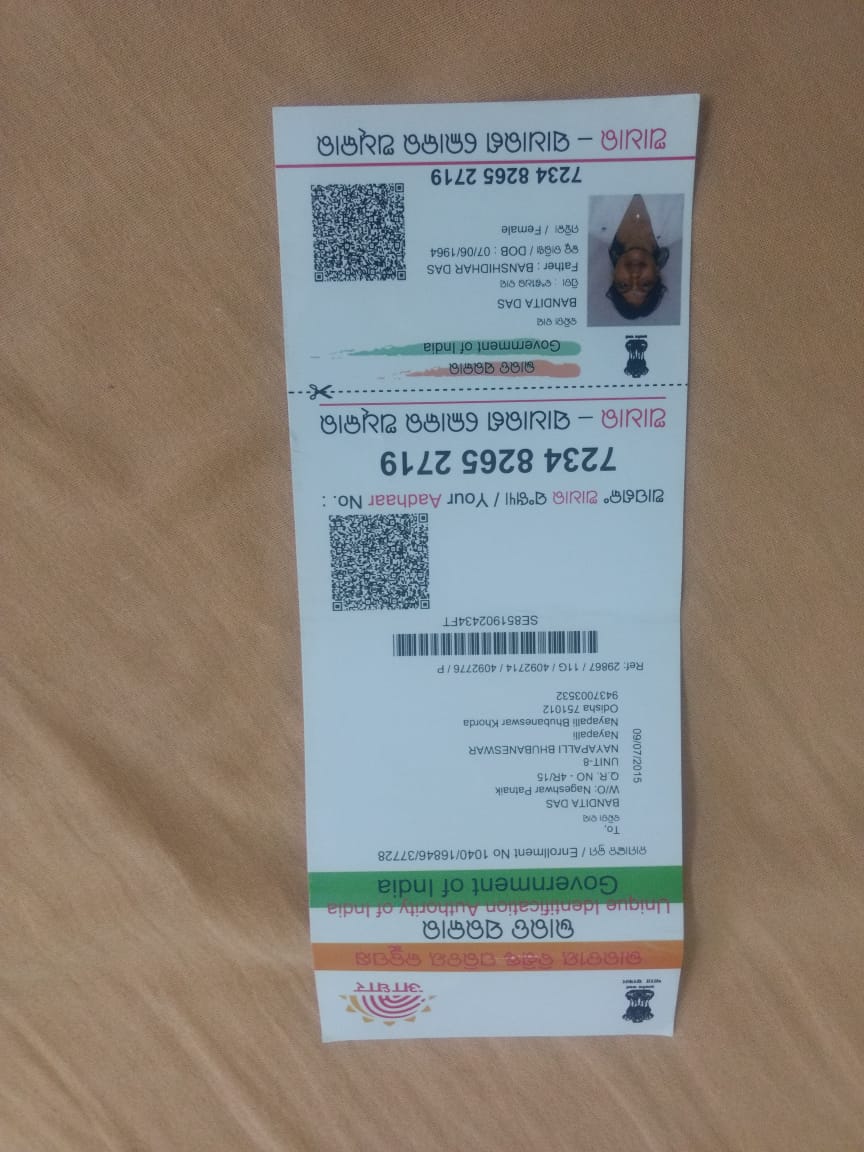 भारत सरकार
आधार
ଭାରତୀୟ ବିଶିଷ୍ଟ ପରିଚୟ କର୍ତ୍ତୃପକ୍ଷ
ଭାରତ ସରକାର
Unique Identification Authority of India
Government of India
ନାମାଙ୍କନ କ୍ରମ / Enrollment No 1040/16846/37728
09/07/2015
To,
ବନ୍ଦିତା ଦାସ
BANDITA DAS
W/O: Nageshwar Patnaik
Q.R. NO - 4R/15
UNIT-8
NAYAPALLI BHUBANESWAR
Nayapalli
Nayapalli Bhubaneswar Khorda
Odisha 751012
9437003532
Ref: 29867 / 11G / 4092714 / 4092776 / P
SE851902434FT
ଆପଣକଂ ଆଧାର ସଂଖ୍ୟା / Your Aadhaar No. :
7234 8265 2719
ଆଧାର – ସାଧାରଣ ଲୋକର ଅଧିକାର
ଭାରତ ସରକାର
Government of India
ବନ୍ଦିତା ଦାସ
BANDITA DAS
ପିତା : ବଂଶୀଧର ଦାସ
Father : BANSHIDHAR DAS
ଜନ୍ମ ତାରିଖ / DOB : 07/06/1964
ମହିଳା / Female
7234 8265 2719
ଆଧାର – ସାଧାରଣ ଲୋକର ଅଧିକାର